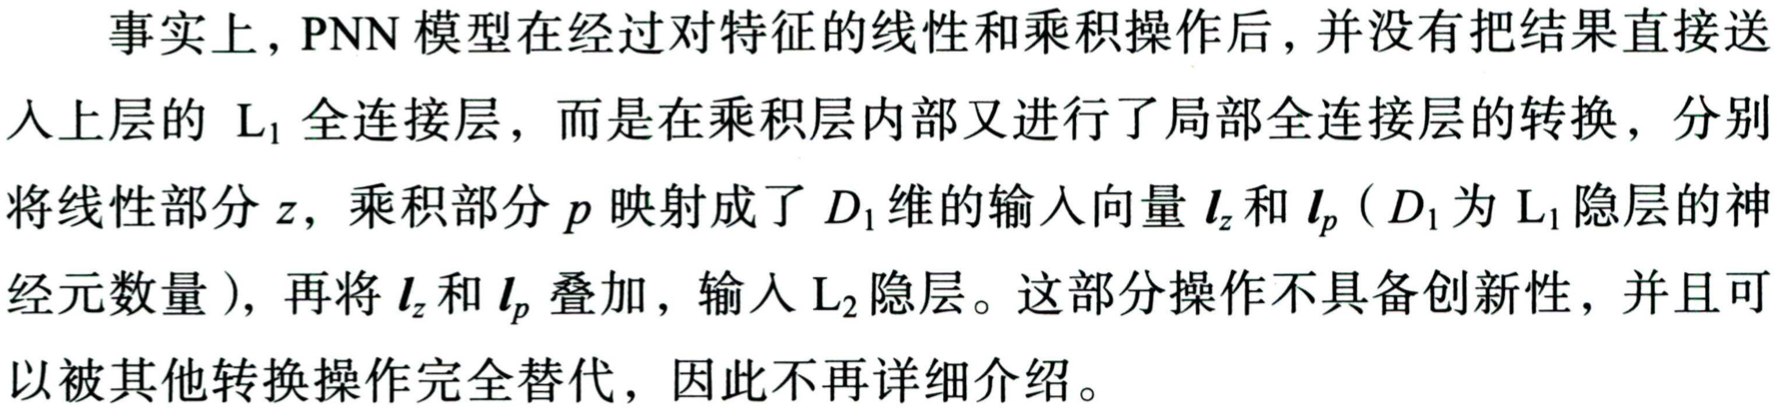 事实上，PNN 模型在经过对特征的线性和乘积操作后，并没有把结果直接送
入上层的 L₁ 全连接层，而是在乘积层内部又进行了局部全连接层的转换，分别
将线性部分 z，乘积部分 p 映射成了 D₁ 维的输入向量 l_z 和 l_p（D₁ 为 L₁ 隐层的神
经元数量），再将 l_z 和 l_p 叠加，输入 L₂ 隐层。这部分操作不具备创新性，并且可
以被其他转换操作完全替代，因此不再详细介绍。